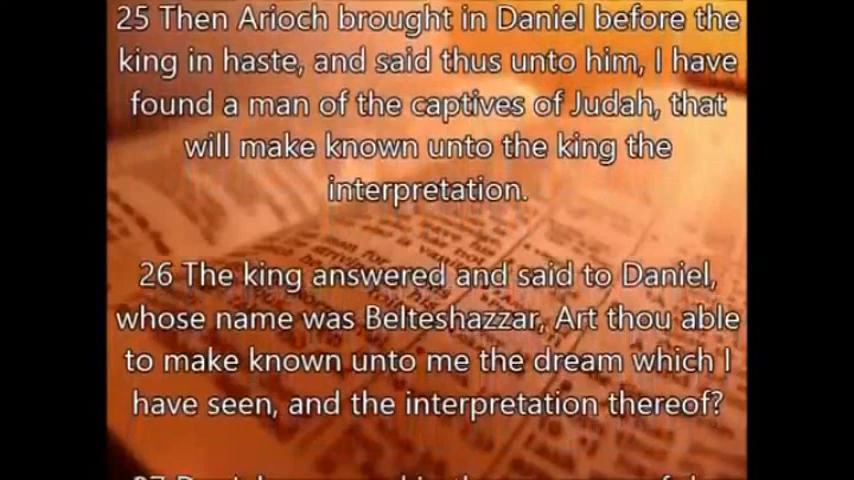 25 Then Arioch brought in Daniel before the
king in haste, and said thus unto him, I have
found a man of the captives of Judah, that
will make known unto the king the
interpretation.
26 The king answered and said to Daniel,
whose name was Belteshazzar, Art thou able
to make known unto me the dream which I
have seen, and the interpretation thereof?